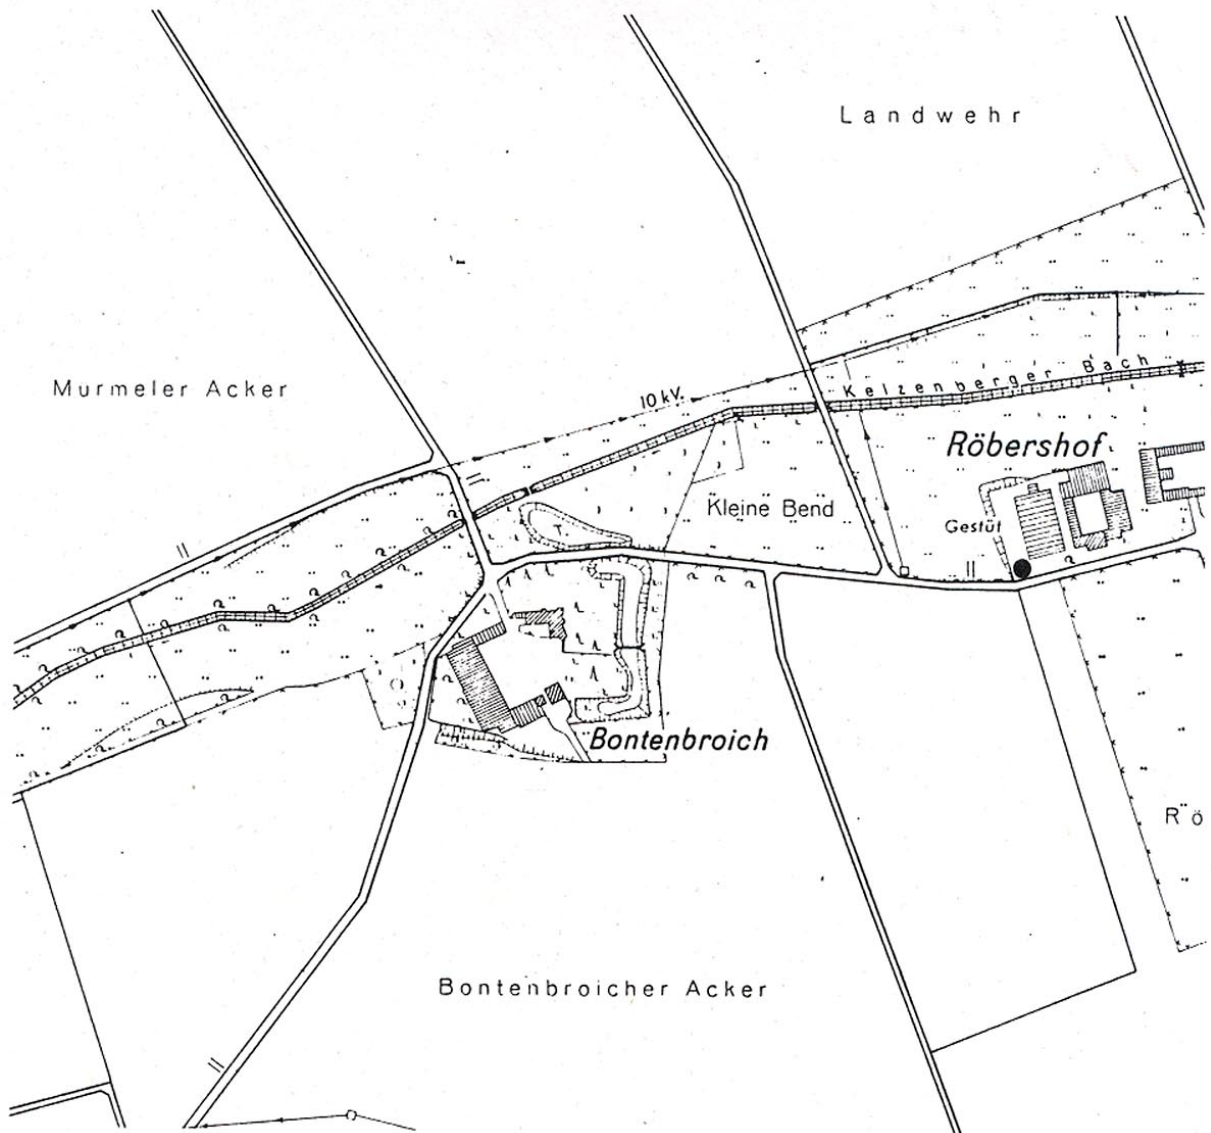 Landwehr
Murmeler Acker
10 kV.
Kelzenberger Bach
Röbershof
Kleine Bend
Gestüt
T.
Bontenbroich
Rö
Bontenbroicher Acker